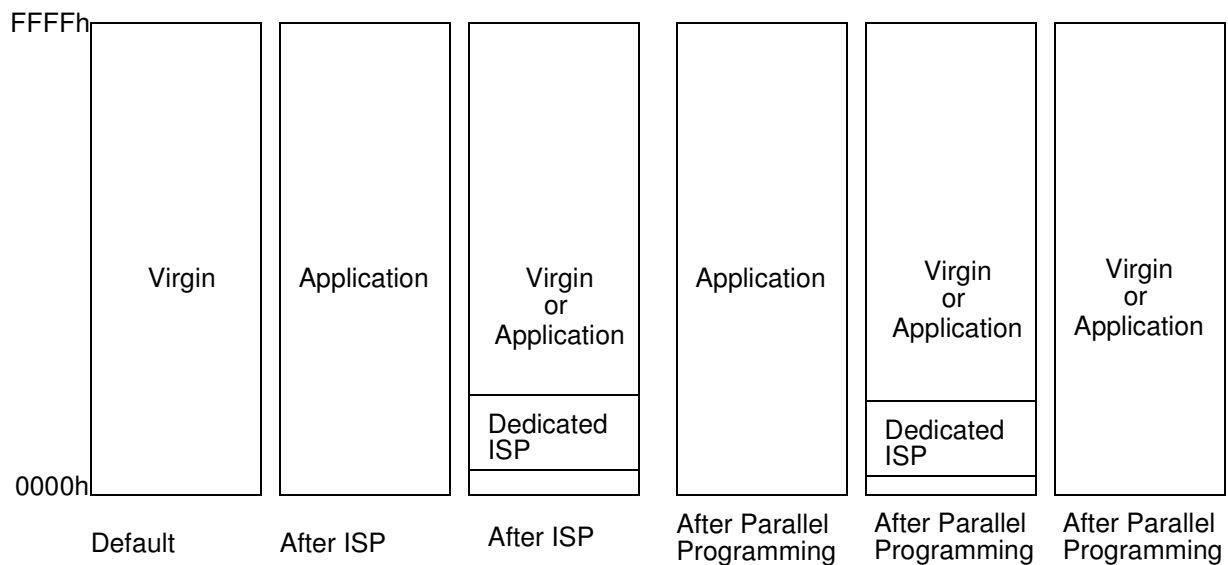 FFFFh
Virgin
Application
Virgin
or
Application
Dedicated
ISP
Application
Virgin
or
Application
Dedicated
ISP
Virgin
or
Application
0000h
Default
After ISP
After ISP
After Parallel
Programming
After Parallel
Programming
After Parallel
Programming